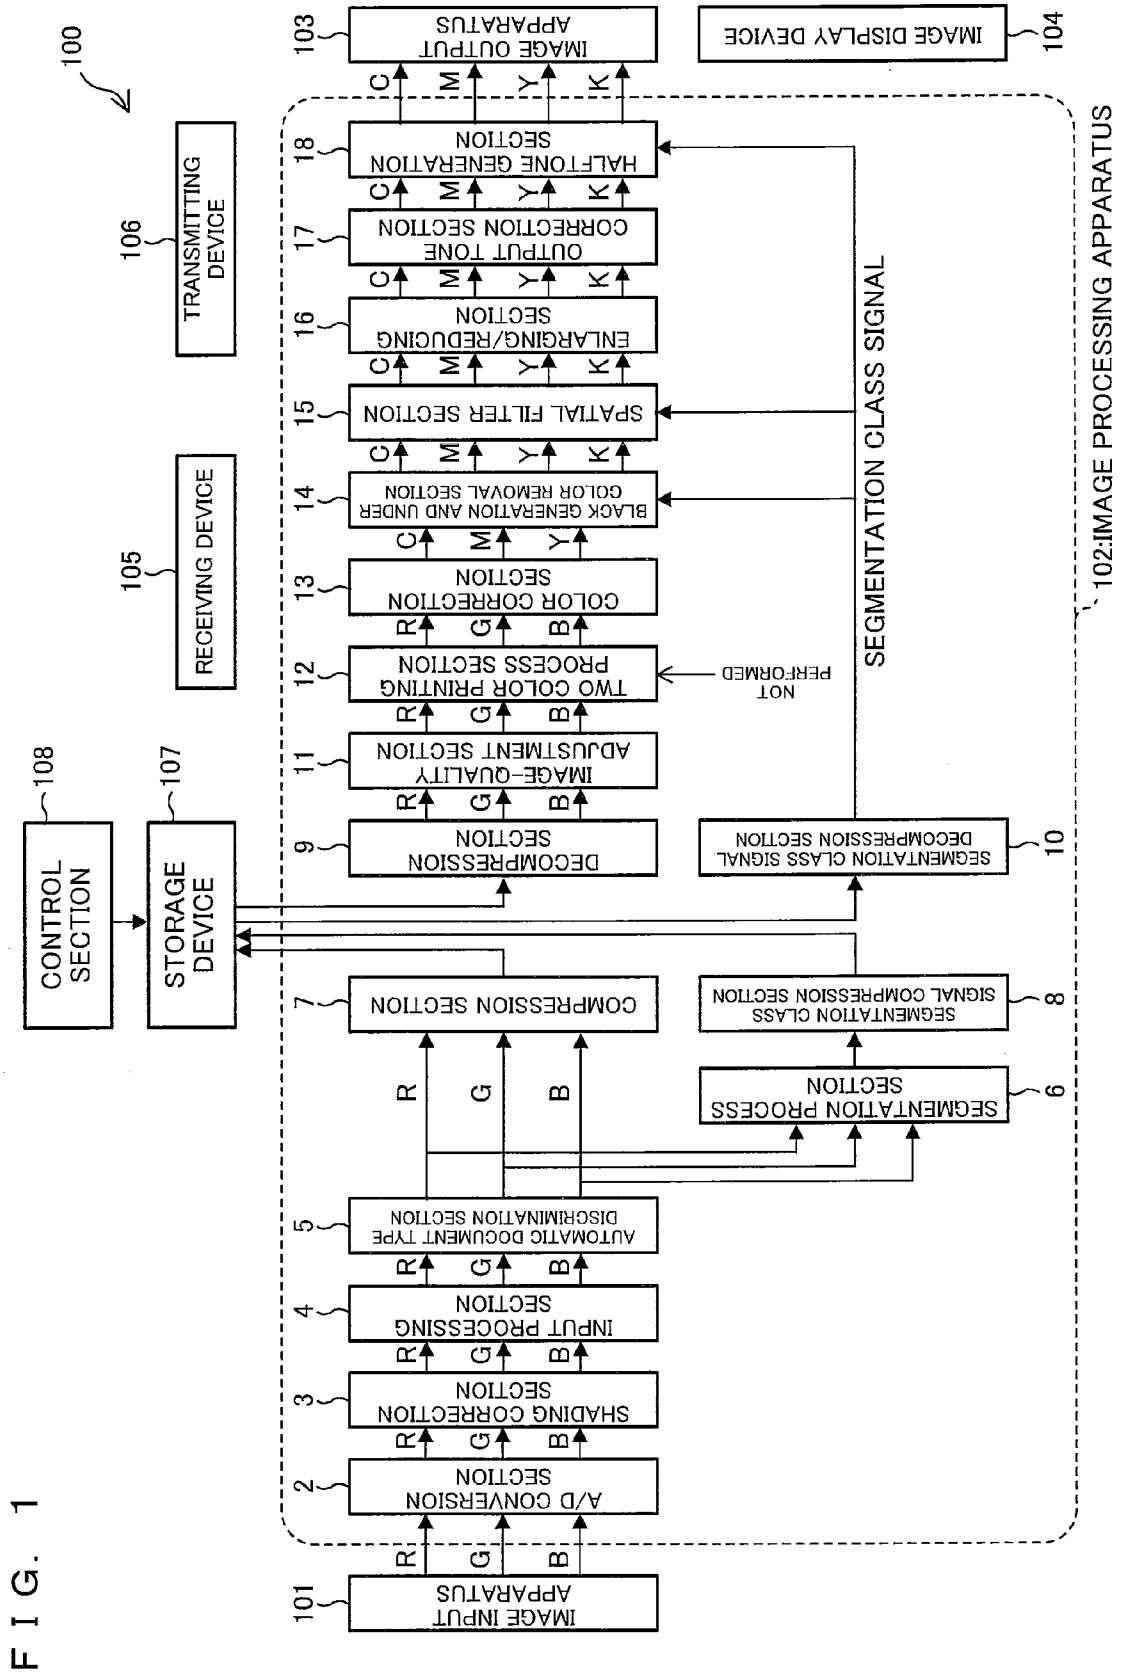 FIG. 1
100
CONTROL
SECTION
108
STORAGE
DEVICE
107
RECEIVING DEVICE
105
TRANSMITTING
DEVICE
106
101
IMAGE INPUT
APPARATUS
R
G
B
2
A/D CONVERSION
SECTION
R
G
B
3
SHADING CORRECTION
SECTION
R
G
B
4
INPUT PROCESSING
SECTION
R
G
B
5
AUTOMATIC DOCUMENT TYPE
DISCRIMINATION SECTION
R
G
B
7
COMPRESSION SECTION
9
DECOMPRESSION
SECTION
R
G
B
11
IMAGE-QUALITY
ADJUSTMENT SECTION
R
G
B
12
TWO COLOR PRINTING
PROCESS SECTION
NOT
PERFORMED
R
G
B
13
COLOR CORRECTION
SECTION
C
M
Y
14
BLACK GENERATION AND UNDER
COLOR REMOVAL SECTION
C
M
Y
K
15
SPATIAL FILTER SECTION
C
M
Y
K
16
ENLARGING/REDUCING
SECTION
C
M
Y
K
17
OUTPUT TONE
CORRECTION SECTION
C
M
Y
K
18
HALFTONE GENERATION
SECTION
C
M
Y
K
103
IMAGE OUTPUT
APPARATUS
SEGMENTATION PROCESS
SECTION
6
SEGMENTATION CLASS
SIGNAL COMPRESSION SECTION
8
SEGMENTATION CLASS SIGNAL
DECOMPRESSION SECTION
10
SEGMENTATION CLASS SIGNAL
IMAGE DISPLAY DEVICE
104
102:IMAGE PROCESSING APPARATUS